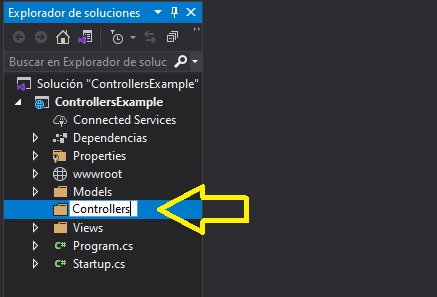 Explorador de soluciones
Buscar en Explorador de soluc
Solución "ControllersExample"
ControllersExample
Connected Services
Dependencias
Properties
wwwroot
Models
Controllers
Views
C# Program.cs
C# Startup.cs